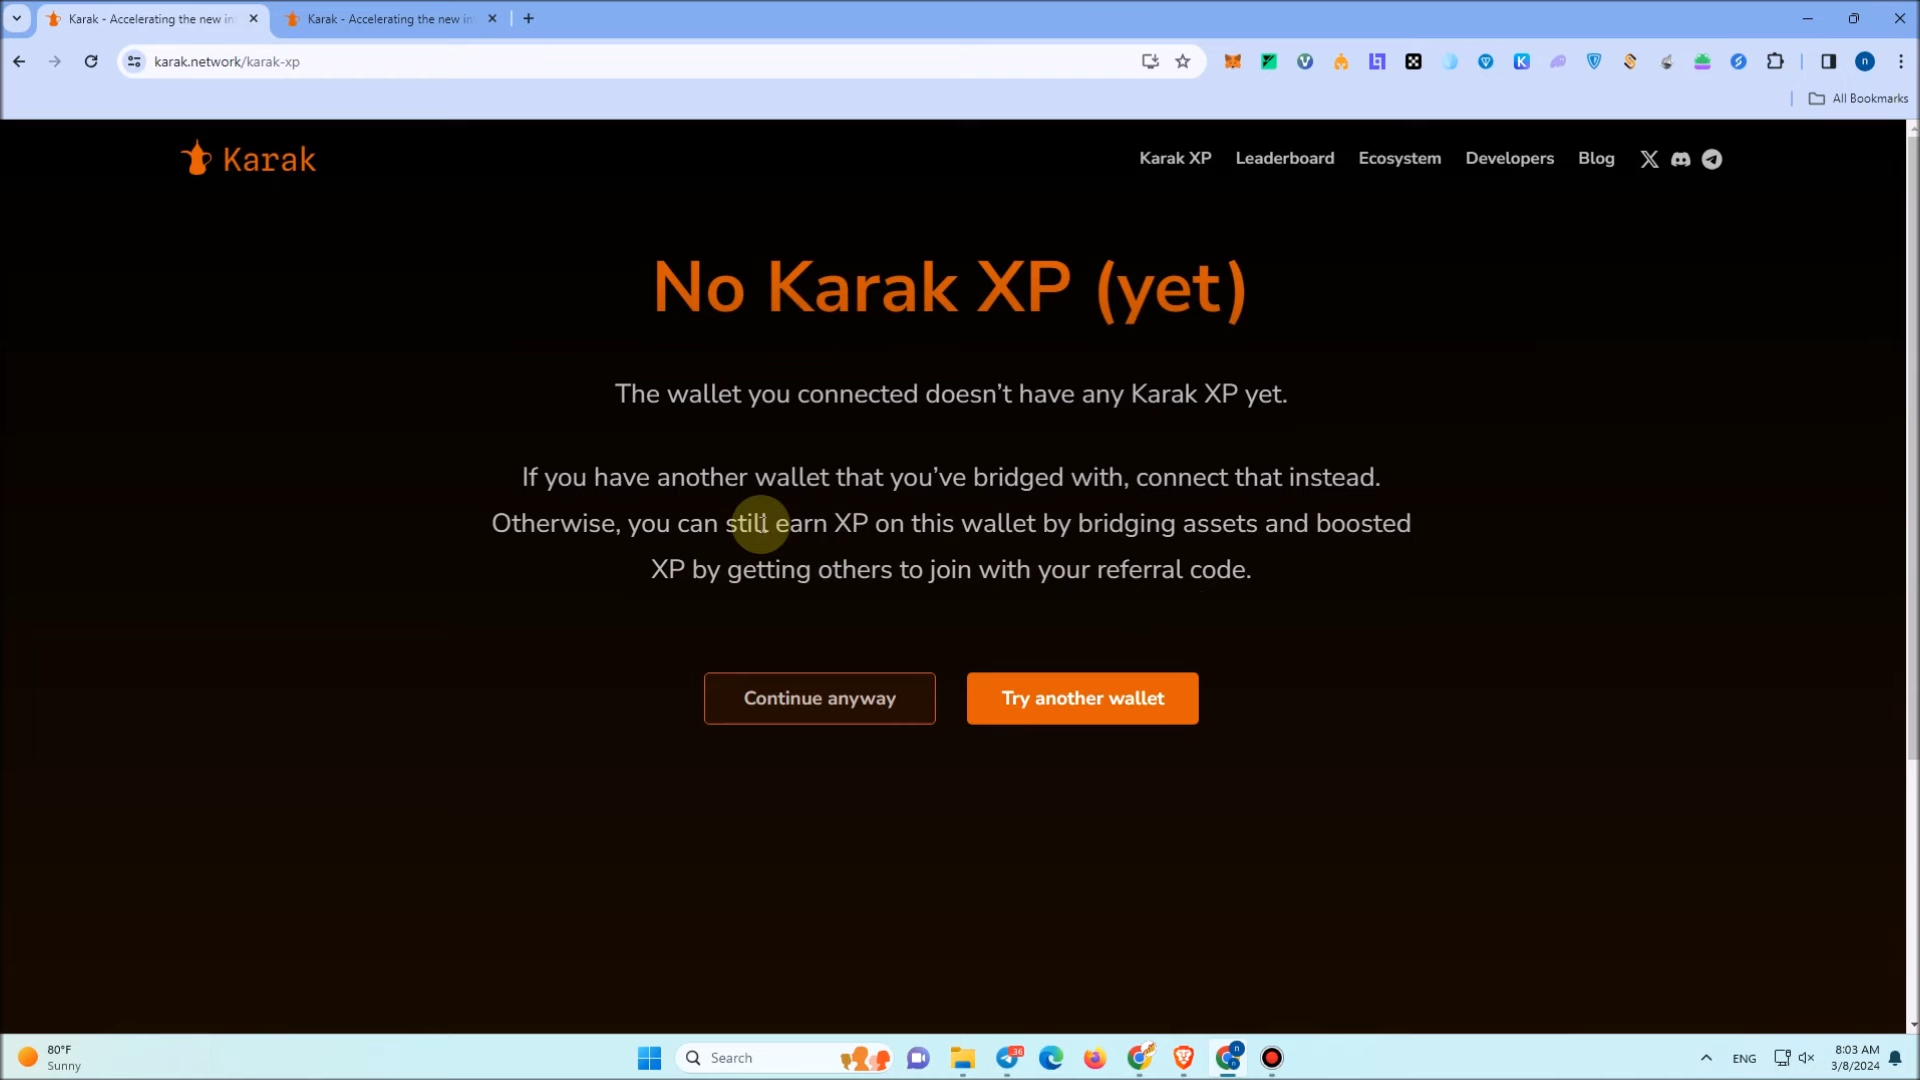 Karak - Accelerating the new in
Karak - Accelerating the new in
karak.network/karak-xp
n
All Bookmarks
Karak
Karak XP
Leaderboard
Ecosystem
Developers
Blog
No Karak XP (yet)
The wallet you connected doesn’t have any Karak XP yet.
If you have another wallet that you’ve bridged with, connect that instead.
Otherwise, you can still earn XP on this wallet by bridging assets and boosted
XP by getting others to join with your referral code.
Continue anyway
Try another wallet
80°F
Sunny
Search
36
n
ENG
8:03 AM
3/8/2024